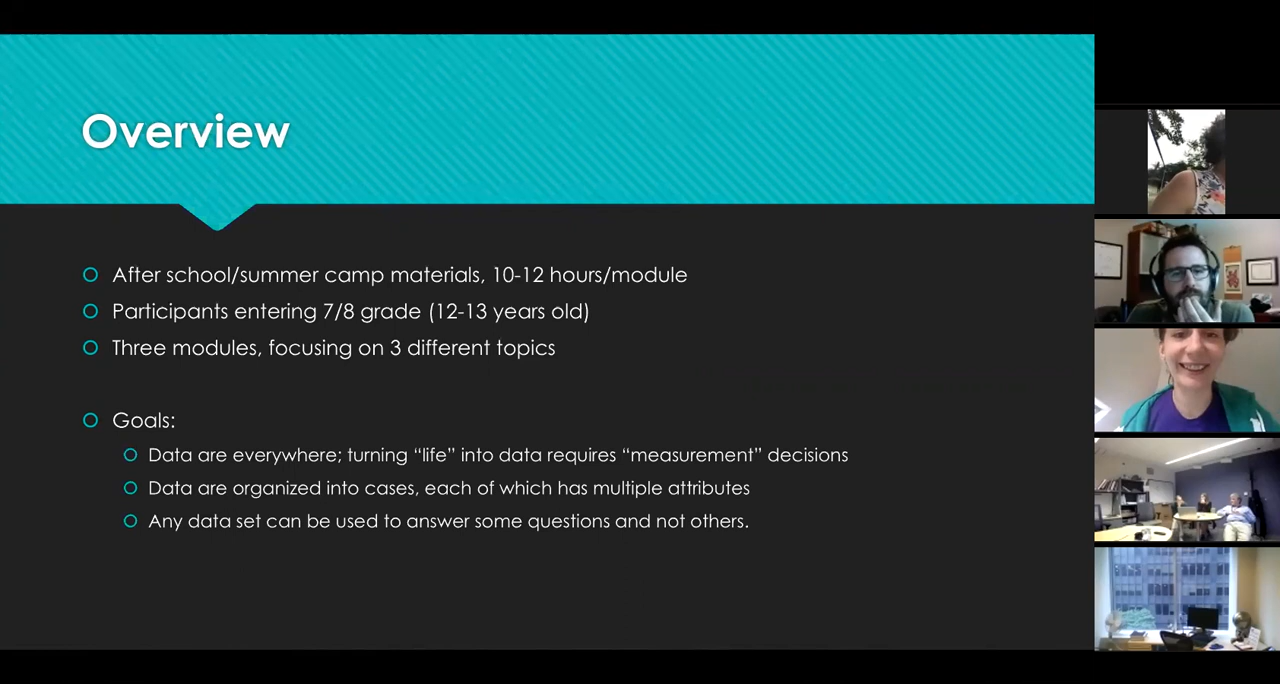 Overview
After school/summer camp materials, 10-12 hours/module
Participants entering 7/8 grade (12-13 years old)
Three modules, focusing on 3 different topics
Goals:
Data are everywhere; turning “life” into data requires “measurement” decisions
Data are organized into cases, each of which has multiple attributes
Any data set can be used to answer some questions and not others.